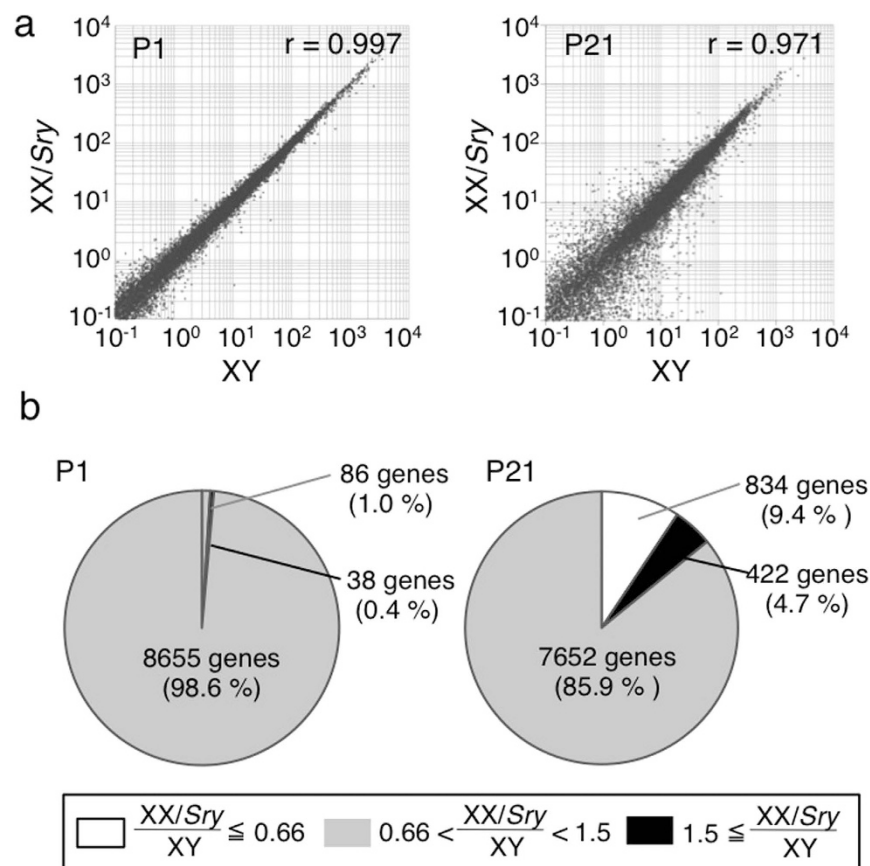 a
P1
r = 0.997
10⁴
10³
10²
10¹
10⁰
10⁻¹
XX/Sry
10⁻¹ 10⁰ 10¹ 10² 10³ 10⁴
XY
P21
r = 0.971
10⁴
10³
10²
10¹
10⁰
10⁻¹
XX/Sry
10⁻¹ 10⁰ 10¹ 10² 10³ 10⁴
XY
b
P1
86 genes
(1.0 %)
38 genes
(0.4 %)
8655 genes
(98.6 %)
P21
834 genes
(9.4 % )
422 genes
(4.7 %)
7652 genes
(85.9 % )
XX/Sry
XY
≦ 0.66
0.66 <
XX/Sry
XY
< 1.5
1.5 ≦
XX/Sry
XY